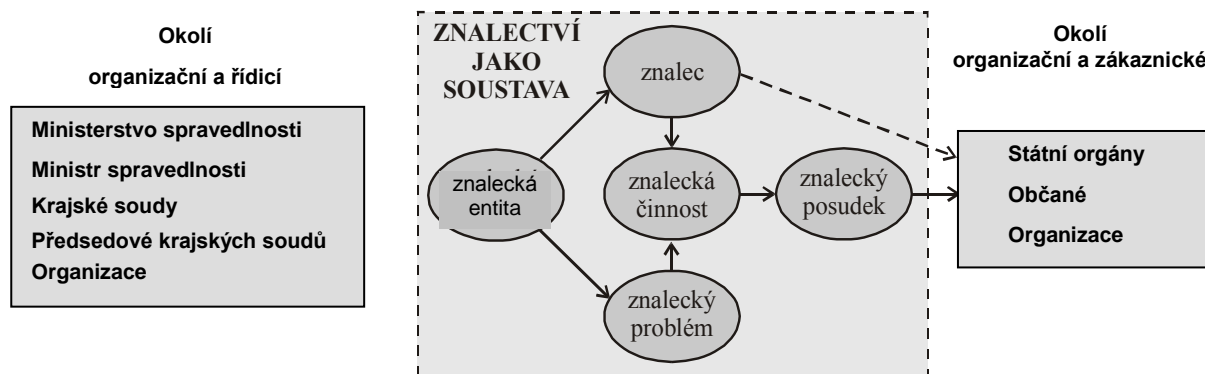 Okolí
organizační a řídicí
Ministerstvo spravedlnosti
Ministr spravedlnosti
Krajské soudy
Předsedové krajských soudů
Organizace
ZNALECTVÍ
JAKO
SOUSTAVA
znalec
znalecká
entita
znalecká
činnost
znalecký
posudek
znalecký
problém
Okolí
organizační a zákaznické
Státní orgány
Občané
Organizace